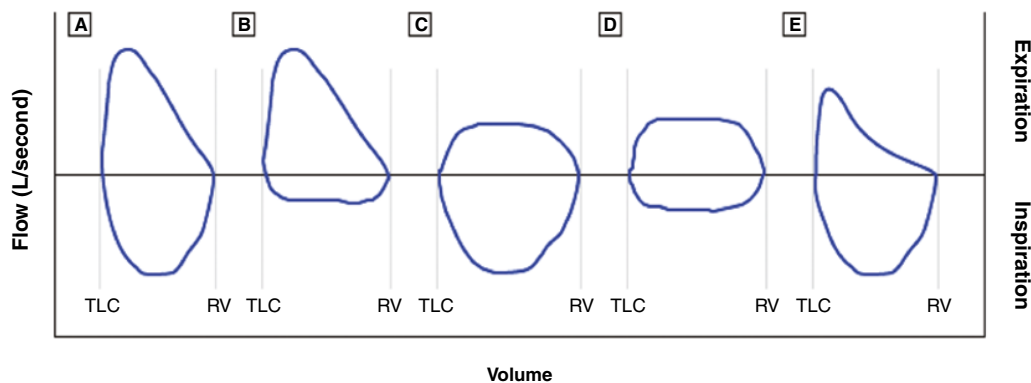 A B C D E
Flow (L/second)
Expiration
Inspiration
TLC RV TLC RV TLC RV TLC RV TLC RV
Volume